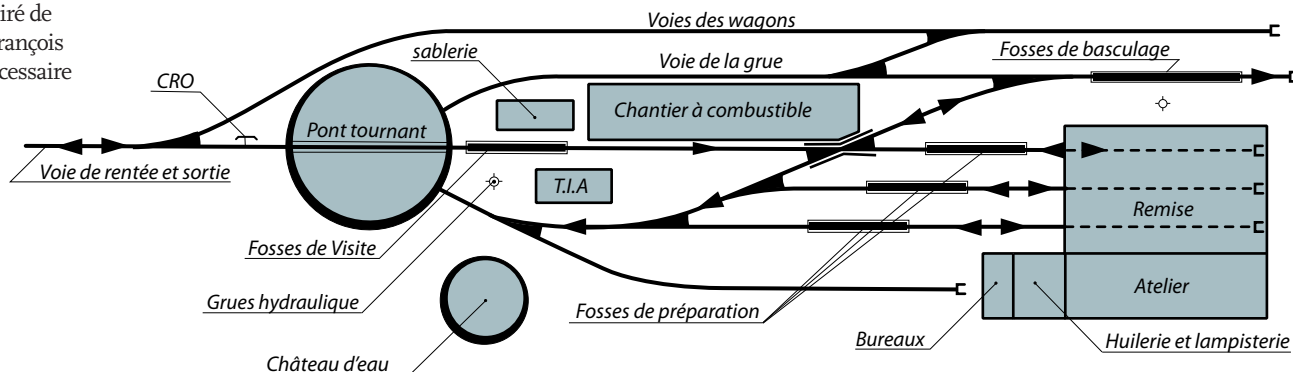 iré de
rançois
cessaire
Voies des wagons
sablerie
Voie de la grue
Fosses de basculage
CRO
Chantier à combustible
Pont tournant
Voie de rentrée et sortie
T.I.A
Remise
Fosses de Visite
Grues hydraulique
Fosses de préparation
Atelier
Bureaux
Huilerie et lampisterie
Château d'eau